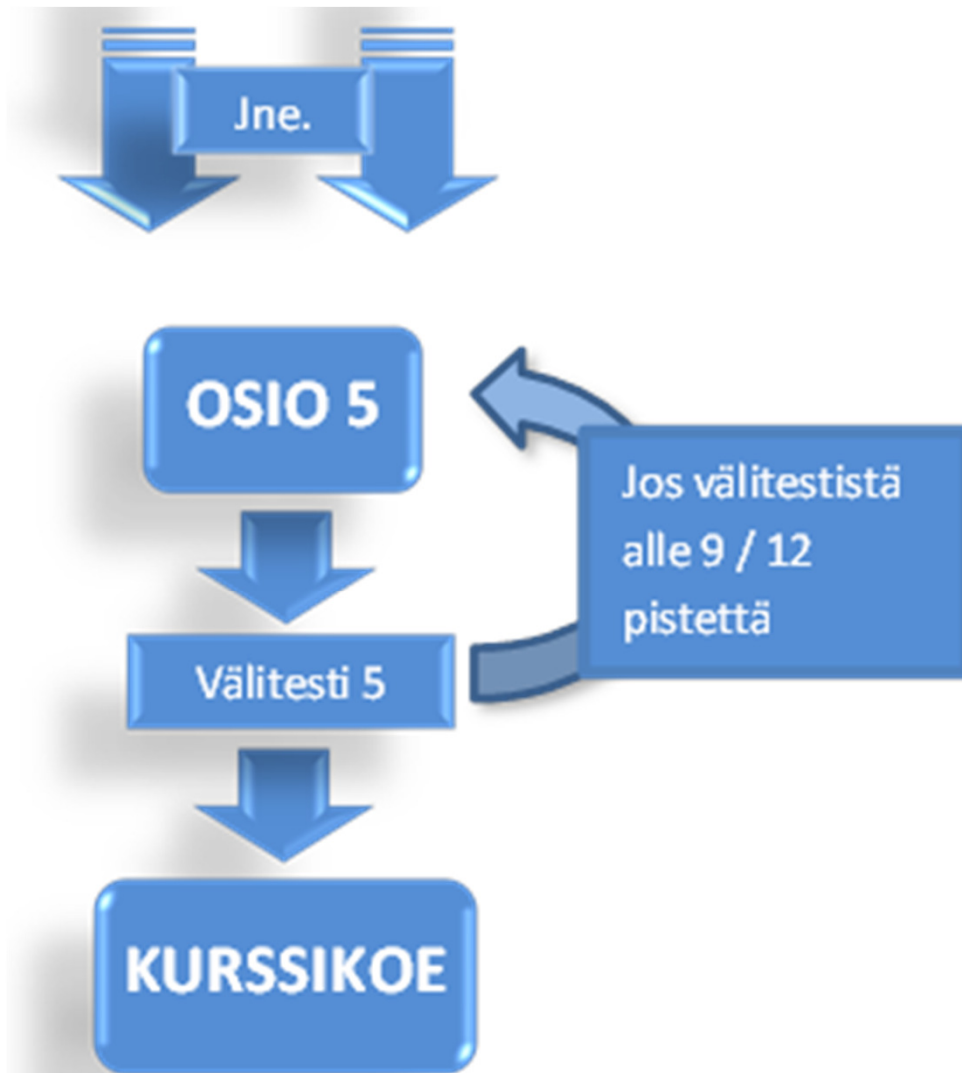 Jne.
OSIO 5
Jos välitestistä
alle 9 / 12
pistettä
Välitesti 5
KURSSIKOE